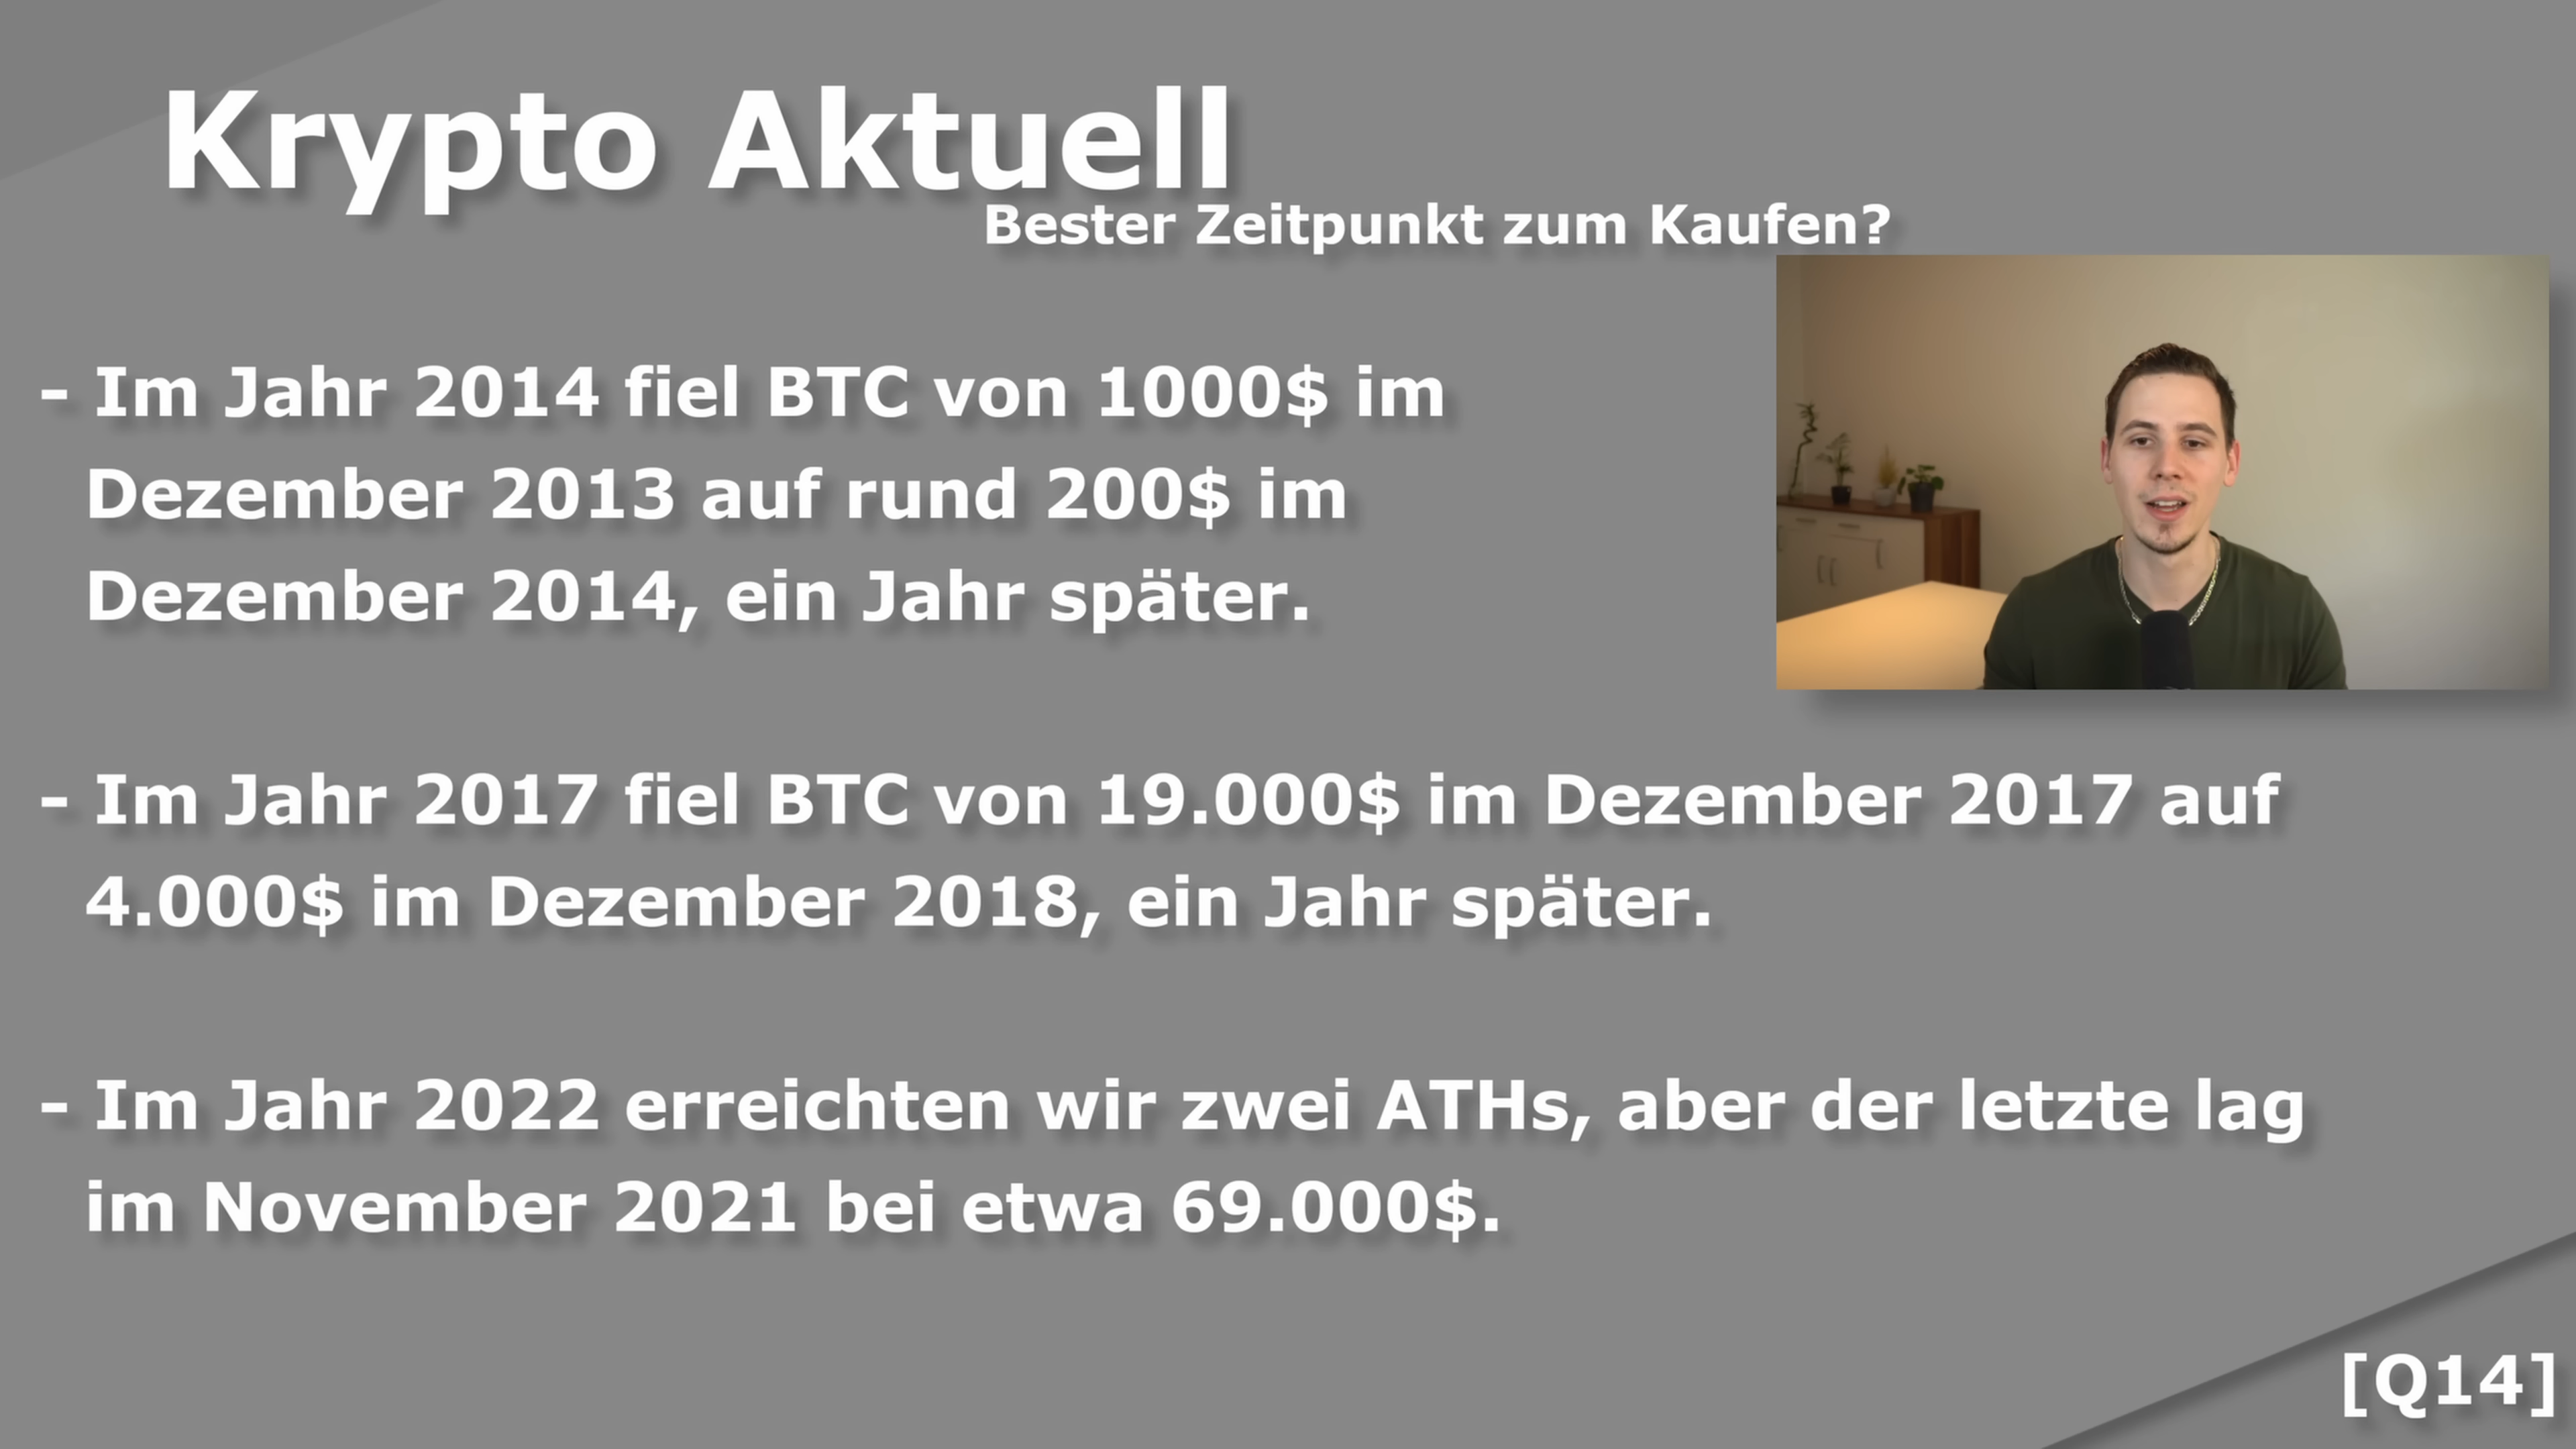 Krypto Aktuell
Bester Zeitpunkt zum Kaufen?
- Im Jahr 2014 fiel BTC von 1000$ im
Dezember 2013 auf rund 200$ im
Dezember 2014, ein Jahr später.
- Im Jahr 2017 fiel BTC von 19.000$ im Dezember 2017 auf
4.000$ im Dezember 2018, ein Jahr später.
- Im Jahr 2022 erreichten wir zwei ATHs, aber der letzte lag
im November 2021 bei etwa 69.000$.
[Q14]